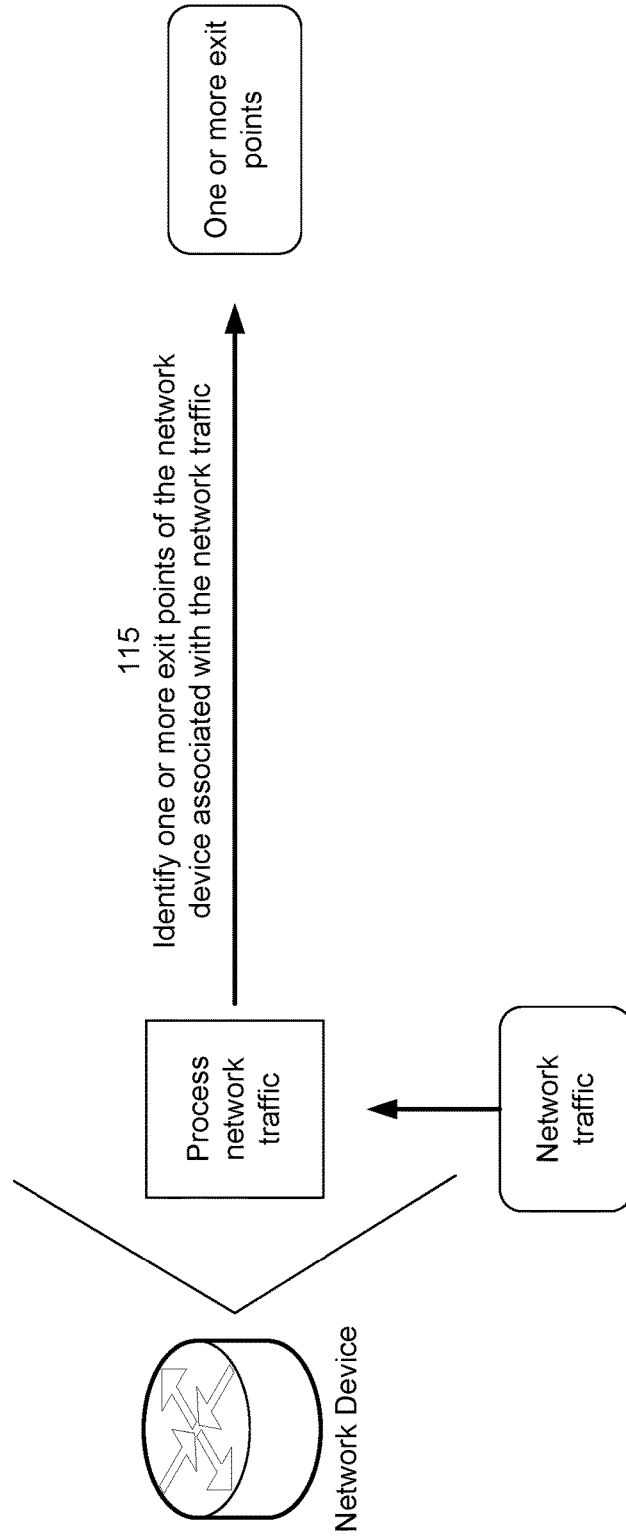 Network Device
Process
network
traffic
Network
traffic
115
Identify one or more exit points of the network
device associated with the network traffic
One or more exit
points